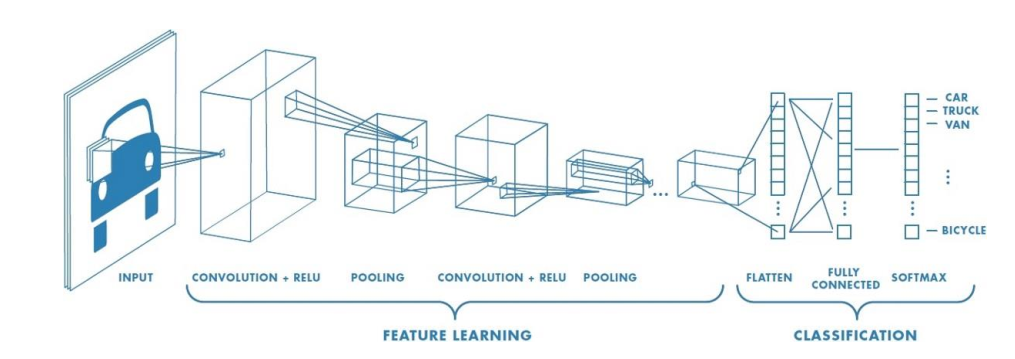 CAR
TRUCK
VAN
BICYCLE
INPUT
CONVOLUTION + RELU
POOLING
CONVOLUTION + RELU
POOLING
FLATTEN
FULLY
CONNECTED
SOFTMAX
FEATURE LEARNING
CLASSIFICATION